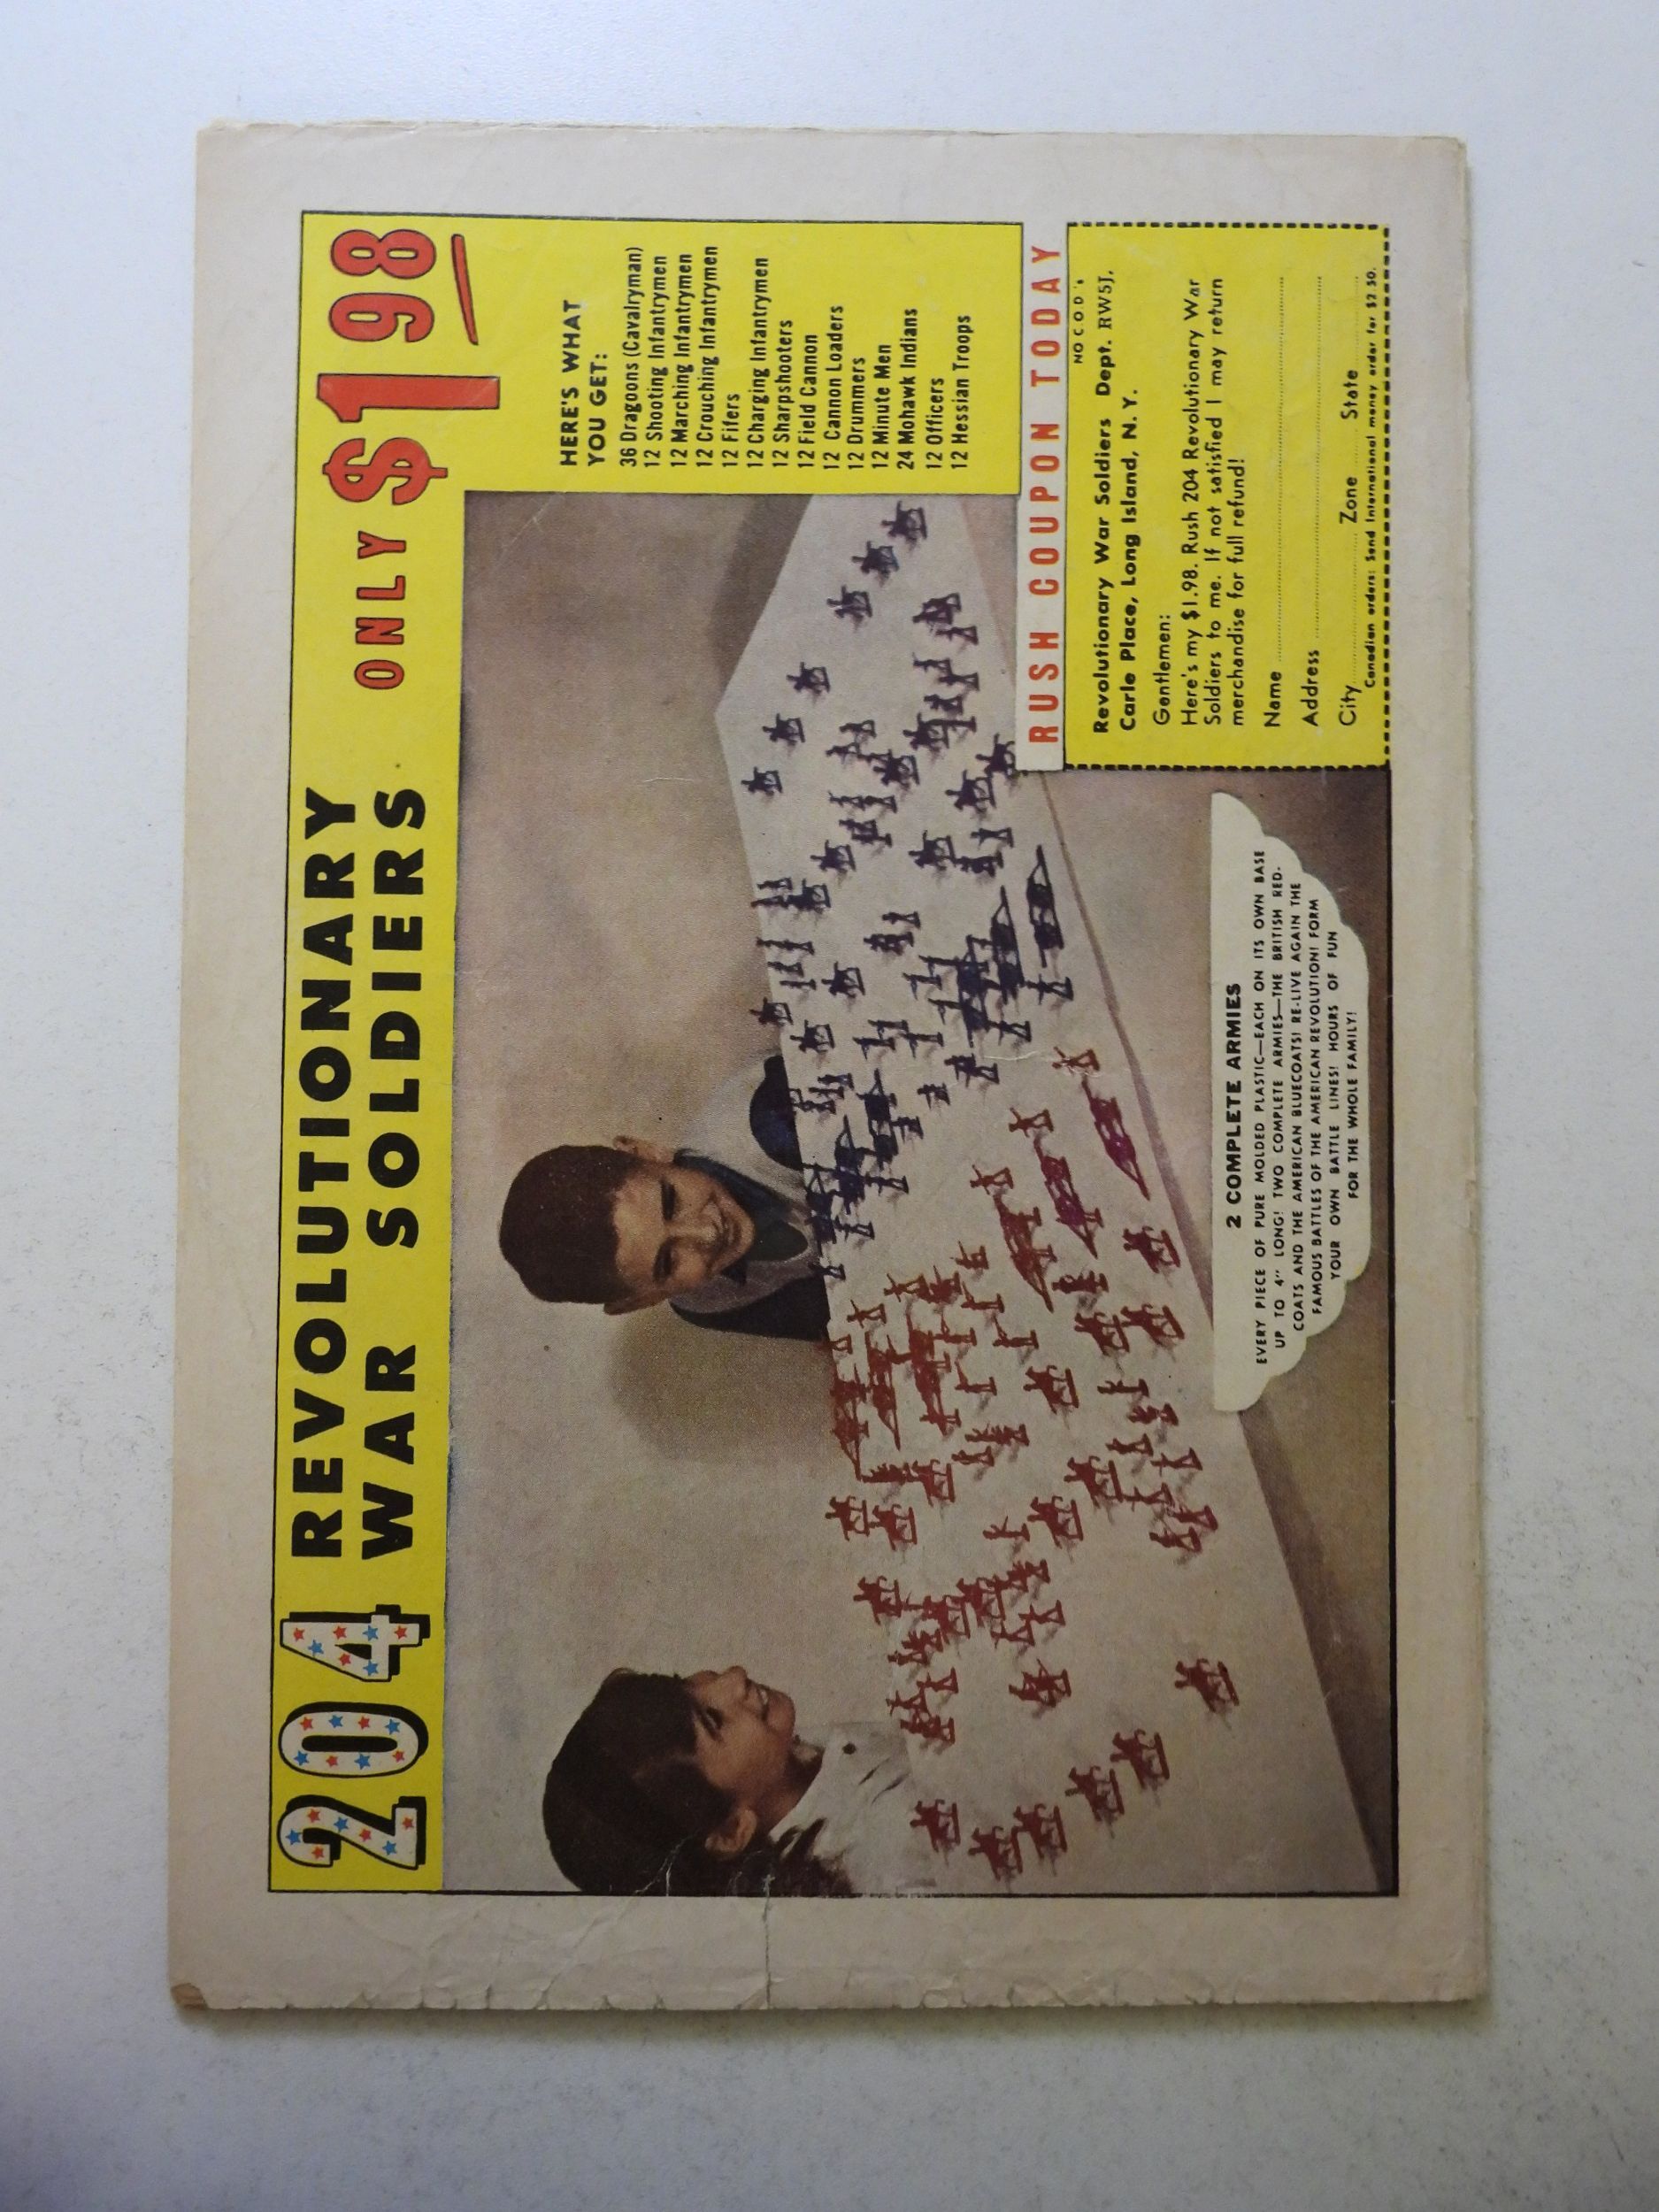 204 REVOLUTIONARY
WAR SOLDIERS
ONLY $1 98
HERE'S WHAT
YOU GET:
36 Dragoons (Cavalryman)
12 Shooting Infantrymen
12 Marching Infantrymen
12 Crouching Infantrymen
12 Fifers
12 Charging Infantrymen
12 Sharpshooters
12 Field Cannon
12 Cannon Loaders
12 Drummers
12 Minute Men
24 Mohawk Indians
12 Officers
12 Hessian Troops
RUSH COUPON TODAY
NO C.O.D's
Revolutionary War Soldiers Dept. RW5J,
Carle Place, Long Island, N.Y.
Gentlemen:
Here's my $1.98. Rush 204 Revolutionary War
Soldiers to me. If not satisfied I may return
merchandise for full refund!
Name
Address
City Zone State
Canadian orders: Send International money order for $2.50.
2 COMPLETE ARMIES
EVERY PIECE OF PURE MOLDED PLASTIC—EACH ON ITS OWN BASE
UP TO 4" LONG! TWO COMPLETE ARMIES—THE BRITISH RED-
COATS AND THE AMERICAN BLUECOATS! RE-LIVE AGAIN THE
FAMOUS BATTLES OF THE AMERICAN REVOLUTION! FORM
YOUR OWN BATTLE LINES! HOURS OF FUN
FOR THE WHOLE FAMILY!